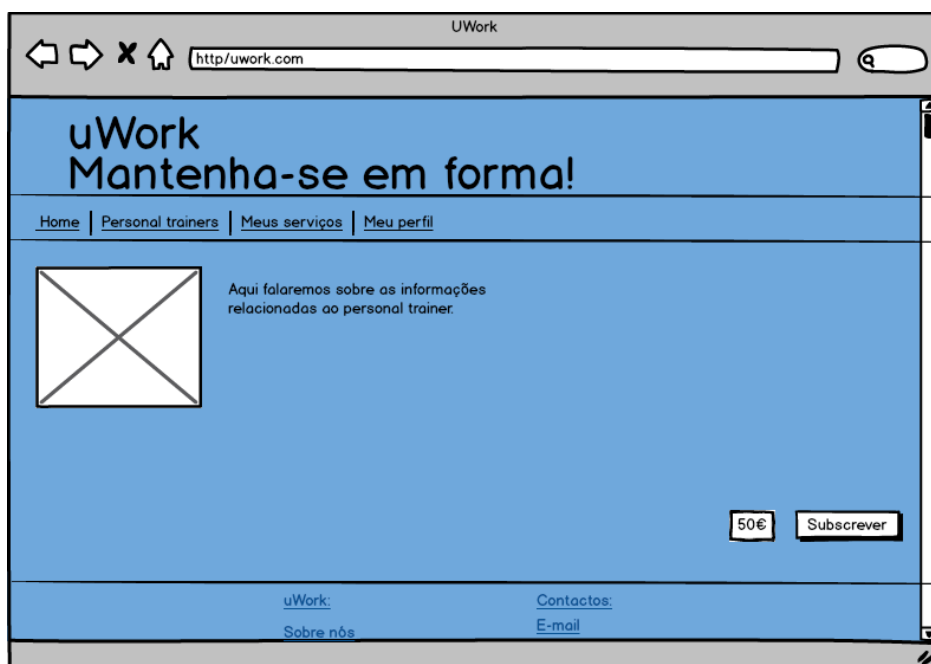 UWork
http/uwork.com
uWork
Mantenha-se em forma!
Home Personal trainers Meus serviços Meu perfil
Aqui falaremos sobre as informações
relacionadas ao personal trainer.
50€ Subscrever
uWork: Contactos:
Sobre nós E-mail